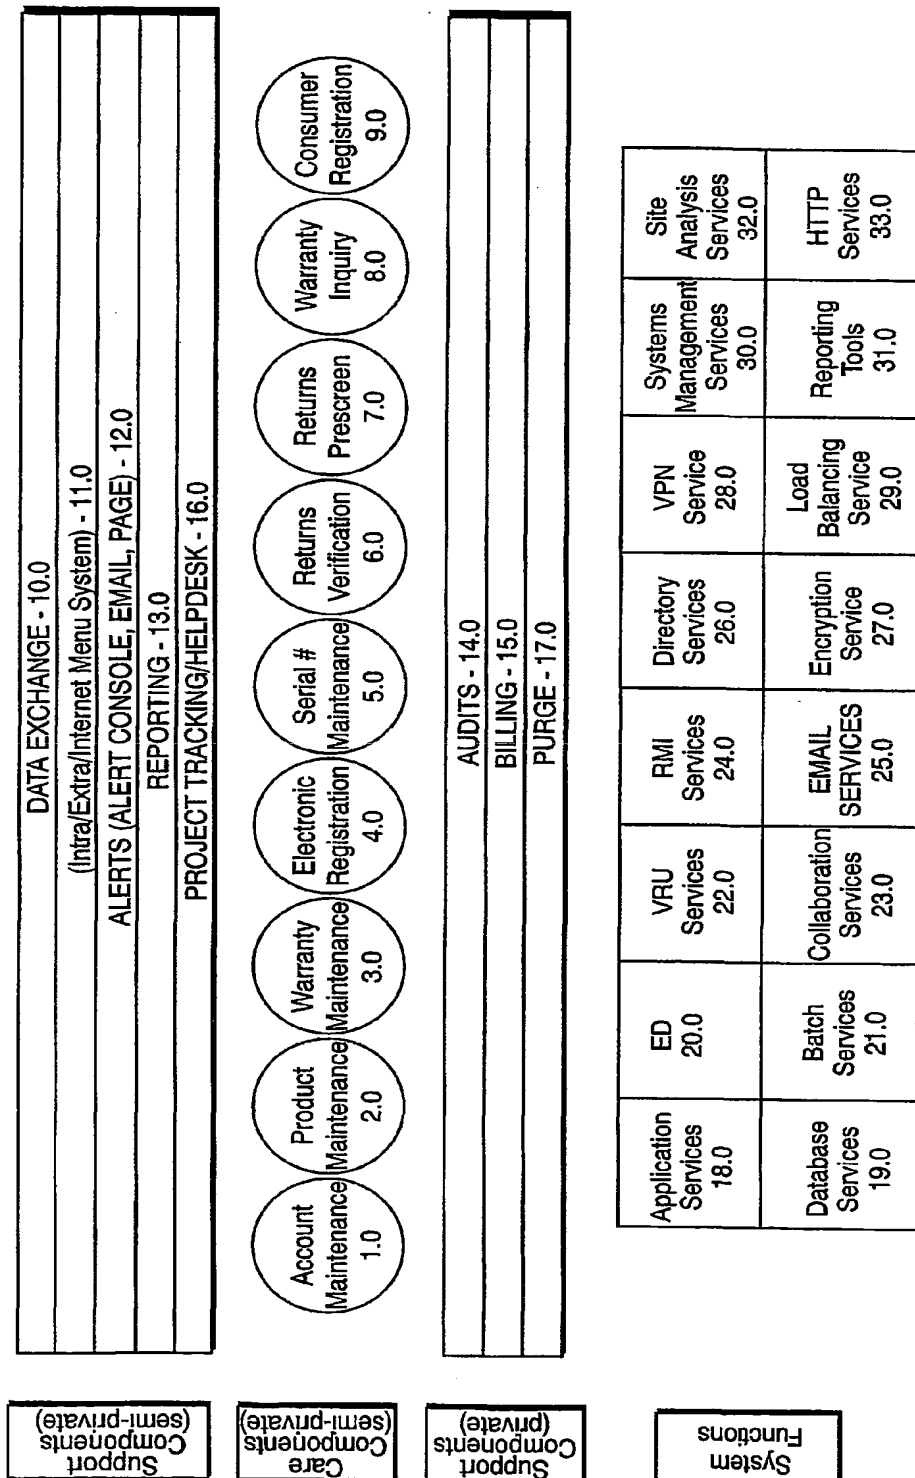 Support
Components
(semi-private)
DATA EXCHANGE - 10.0
(Intra/Extra/Internet Menu System) - 11.0
ALERTS (ALERT CONSOLE, EMAIL, PAGE) - 12.0
REPORTING - 13.0
PROJECT TRACKING/HELPDESK - 16.0
Care
Components
(semi-private)
Account
Maintenance
1.0
Product
Maintenance
2.0
Warranty
Maintenance
3.0
Electronic
Registration
4.0
Serial #
Maintenance
5.0
Returns
Verification
6.0
Returns
Prescreen
7.0
Warranty
Inquiry
8.0
Consumer
Registration
9.0
Support
Components
(private)
AUDITS - 14.0
BILLING - 15.0
PURGE - 17.0
System
Functions
Application
Services
18.0
ED
20.0
VRU
Services
22.0
RMI
Services
24.0
Directory
Services
26.0
VPN
Service
28.0
Systems
Management
Services
30.0
Site
Analysis
Services
32.0
Database
Services
19.0
Batch
Services
21.0
Collaboration
Services
23.0
EMAIL
SERVICES
25.0
Encryption
Service
27.0
Load
Balancing
Service
29.0
Reporting
Tools
31.0
HTTP
Services
33.0